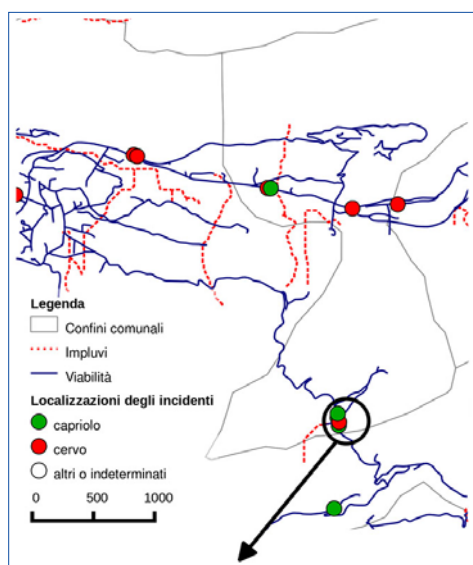 Legenda
Confini comunali
Impluvi
Viabilità
Localizzazioni degli incidenti
capriolo
cervo
altri o indeterminati
0 500 1000